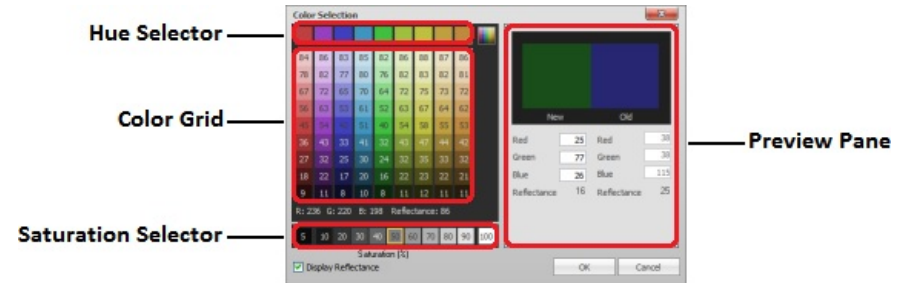 Color Selection
Hue Selector
84 86 83 85 82 86 88 87 86
78 82 77 80 76 82 83 82 81
67 72 65 70 64 72 75 73 72
56 63 53 61 52 63 67 64 62
Color Grid
45 54 40 51 40 54 58 55 53
36 43 33 41 32 43 47 44 42
27 32 25 30 24 32 35 33 32
18 22 17 20 16 22 23 22 21
9 11 8 10 8 11 12 11 11
R: 236 G: 220 B: 198 Reflectance: 86
Saturation Selector
5 10 20 30 40 50 60 70 80 90 100
Saturation (%)
Display Reflectance
New Old
Preview Pane
Red 25 Red 38
Green 77 Green 38
Blue 26 Blue 115
Reflectance 16 Reflectance 25
OK Cancel